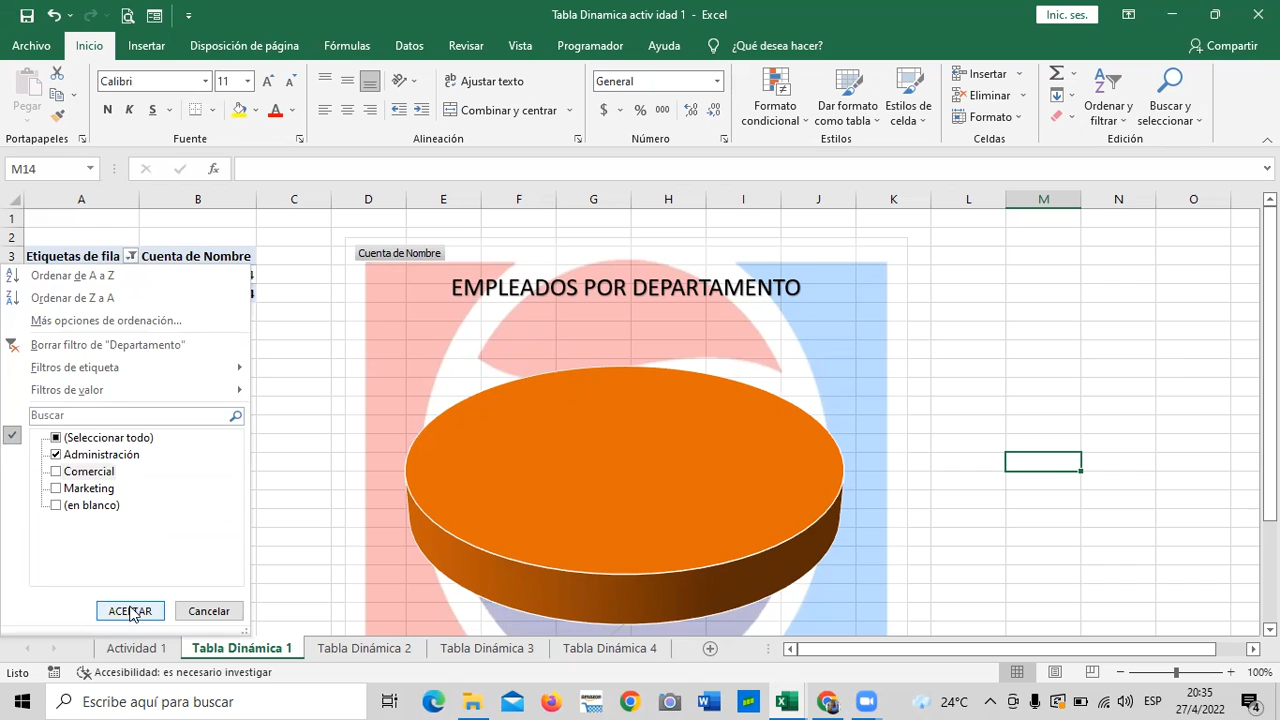 Tabla Dinamica activ idad 1 - Excel
Inic. ses.
Archivo Inicio Insertar Disposición de página Fórmulas Datos Revisar Vista Programador Ayuda ¿Qué desea hacer? Compartir
Pegar
Calibri 11
N K S
Ajustar texto
Combinar y centrar
General
$ % 000
Formato condicional
Dar formato como tabla
Estilos de celda
Insertar
Eliminar
Formato
Ordenar y filtrar
Buscar y seleccionar
Portapapeles Fuente Alineación Número Estilos Celdas Edición
M14 fx
A B C D E F G H I J K L M N O
1
2
3 Etiquetas de fila Cuenta de Nombre
4
4
Cuenta de Nombre
EMPLEADOS POR DEPARTAMENTO
Ordenar de A a Z
Ordenar de Z a A
Más opciones de ordenación...
Borrar filtro de "Departamento"
Filtros de etiqueta
Filtros de valor
Buscar
(Seleccionar todo)
Administración
Comercial
Marketing
(en blanco)
ACEPTAR Cancelar
Actividad 1 Tabla Dinámica 1 Tabla Dinámica 2 Tabla Dinámica 3 Tabla Dinámica 4
Listo Accesibilidad: es necesario investigar 100%
Escribe aquí para buscar
amazon
24°C ESP 20:35
27/4/2022
4